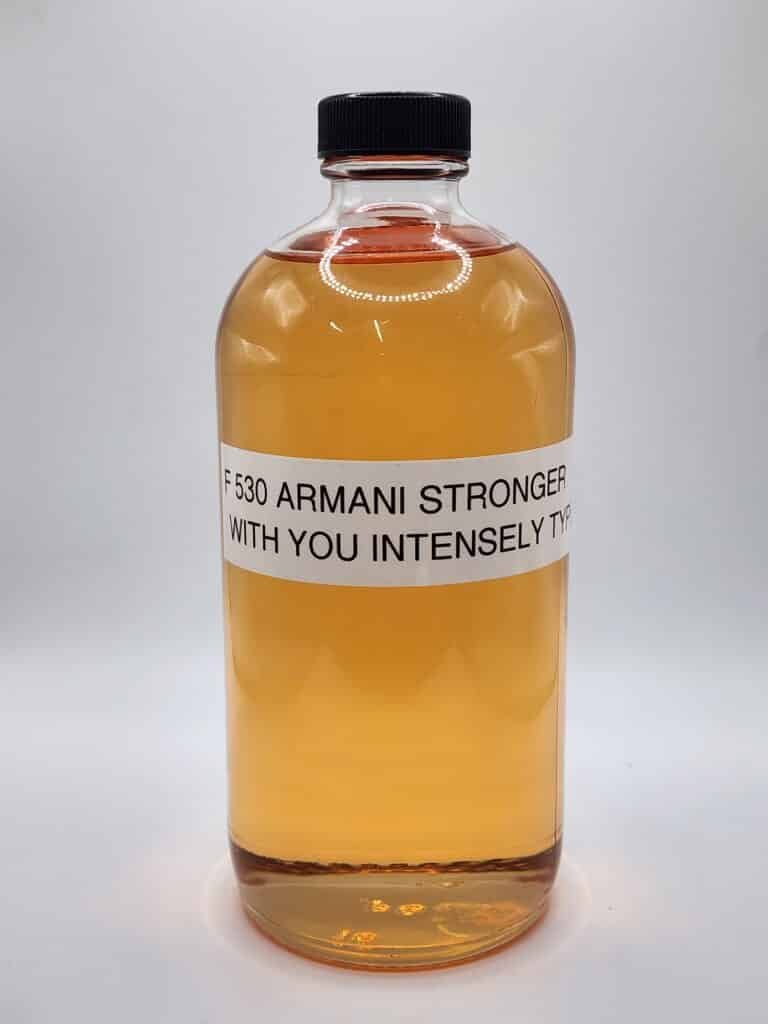 F 530 ARMANI STRONGER
WITH YOU INTENSELY TYP